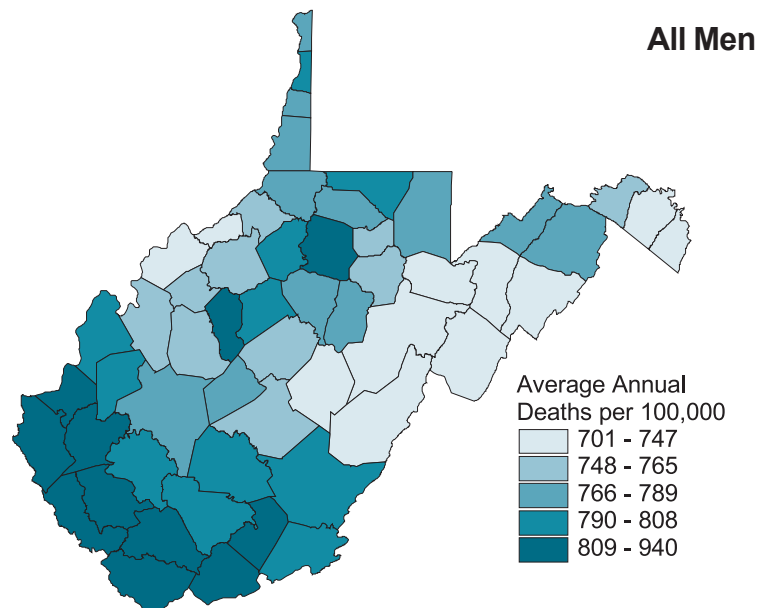 All Men
Average Annual
Deaths per 100,000
701 - 747
748 - 765
766 - 789
790 - 808
809 - 940